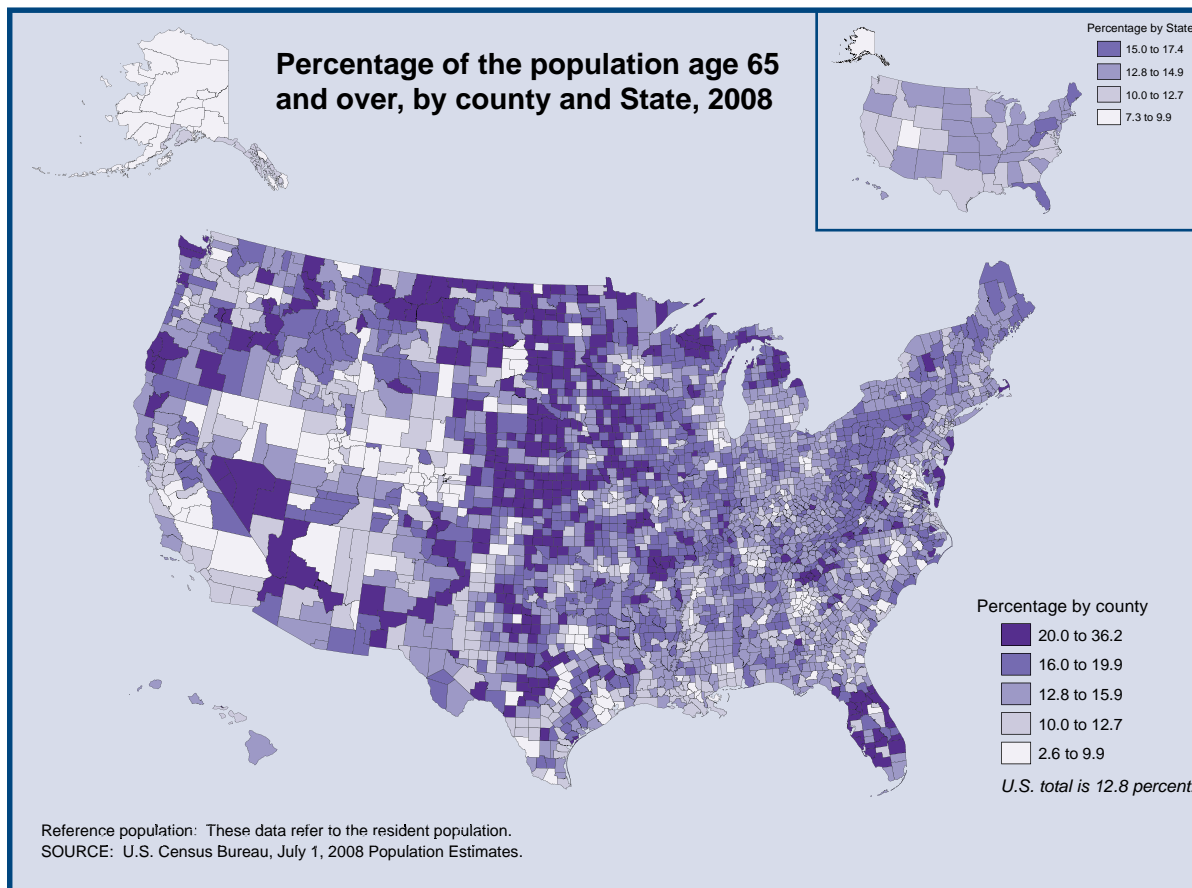 Percentage of the population age 65
and over, by county and State, 2008
Percentage by State
15.0 to 17.4
12.8 to 14.9
10.0 to 12.7
7.3 to 9.9
Percentage by county
20.0 to 36.2
16.0 to 19.9
12.8 to 15.9
10.0 to 12.7
2.6 to 9.9
U.S. total is 12.8 percent.
Reference population: These data refer to the resident population.
SOURCE: U.S. Census Bureau, July 1, 2008 Population Estimates.